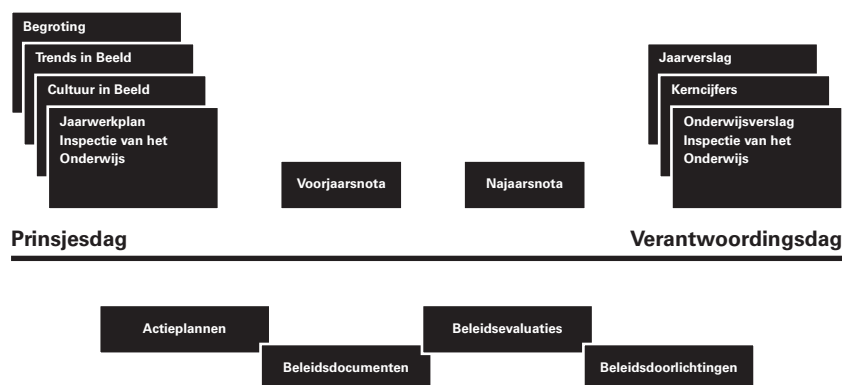 Begroting
Trends in Beeld
Cultuur in Beeld
Jaarwerkplan
Inspectie van het
Onderwijs
Voorjaarsnota
Najaarsnota
Jaarverslag
Kerncijfers
Onderwijsverslag
Inspectie van het
Onderwijs
Prinsjesdag
Verantwoordingsdag
Actieplannen
Beleidsdocumenten
Beleidsevaluaties
Beleidsdoorlichtingen